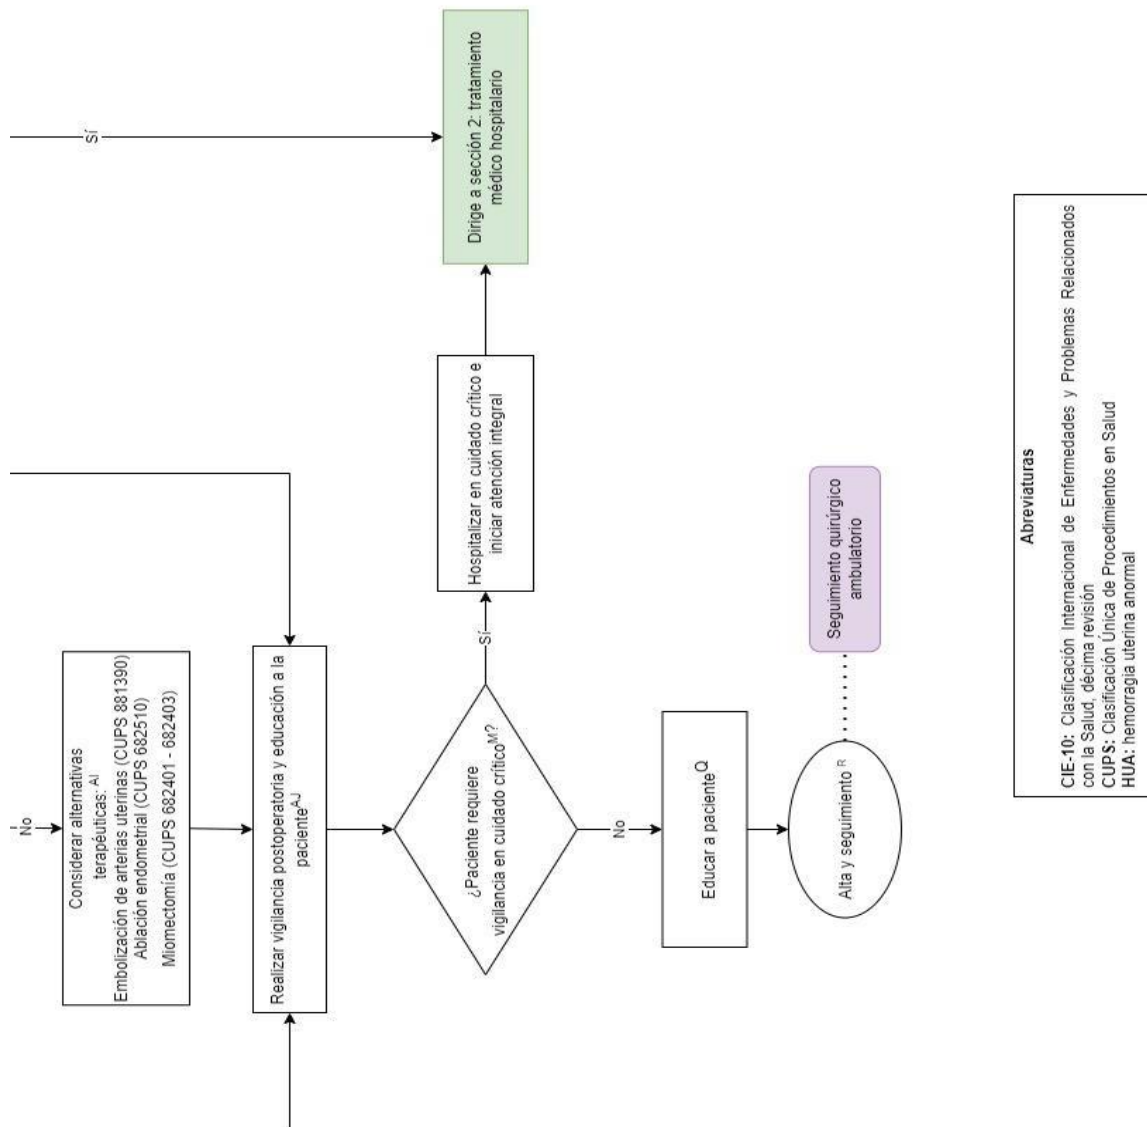 Sí
Dirige a sección 2: tratamiento
médico hospitalario
No
Considerar alternativas
terapéuticas: AI
Embolización de arterias uterinas (CUPS 881390)
Ablación endometrial (CUPS 682510)
Miomectomía (CUPS 682401 - 682403)
Realizar vigilancia postoperatoria y educación a la
paciente AJ
¿Paciente requiere
vigilancia en cuidado crítico M?
Sí
Hospitalizar en cuidado crítico e
iniciar atención integral
No
Educar a paciente Q
Alta y seguimiento R
Seguimiento quirúrgico
ambulatorio
Abreviaturas
CIE-10: Clasificación Internacional de Enfermedades y Problemas Relacionados
con la Salud, décima revisión
CUPS: Clasificación Única de Procedimientos en Salud
HUA: hemorragia uterina anormal